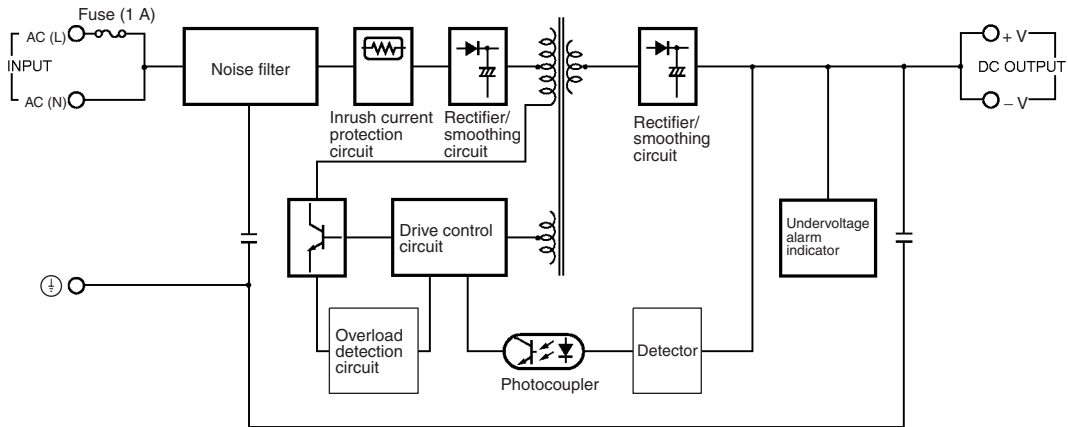 Fuse (1 A)
AC (L)
INPUT
AC (N)
Noise filter
Inrush current
protection
circuit
Rectifier/
smoothing
circuit
Rectifier/
smoothing
circuit
+ V
DC OUTPUT
– V
Drive control
circuit
Undervoltage
alarm
indicator
Overload
detection
circuit
Photocoupler
Detector